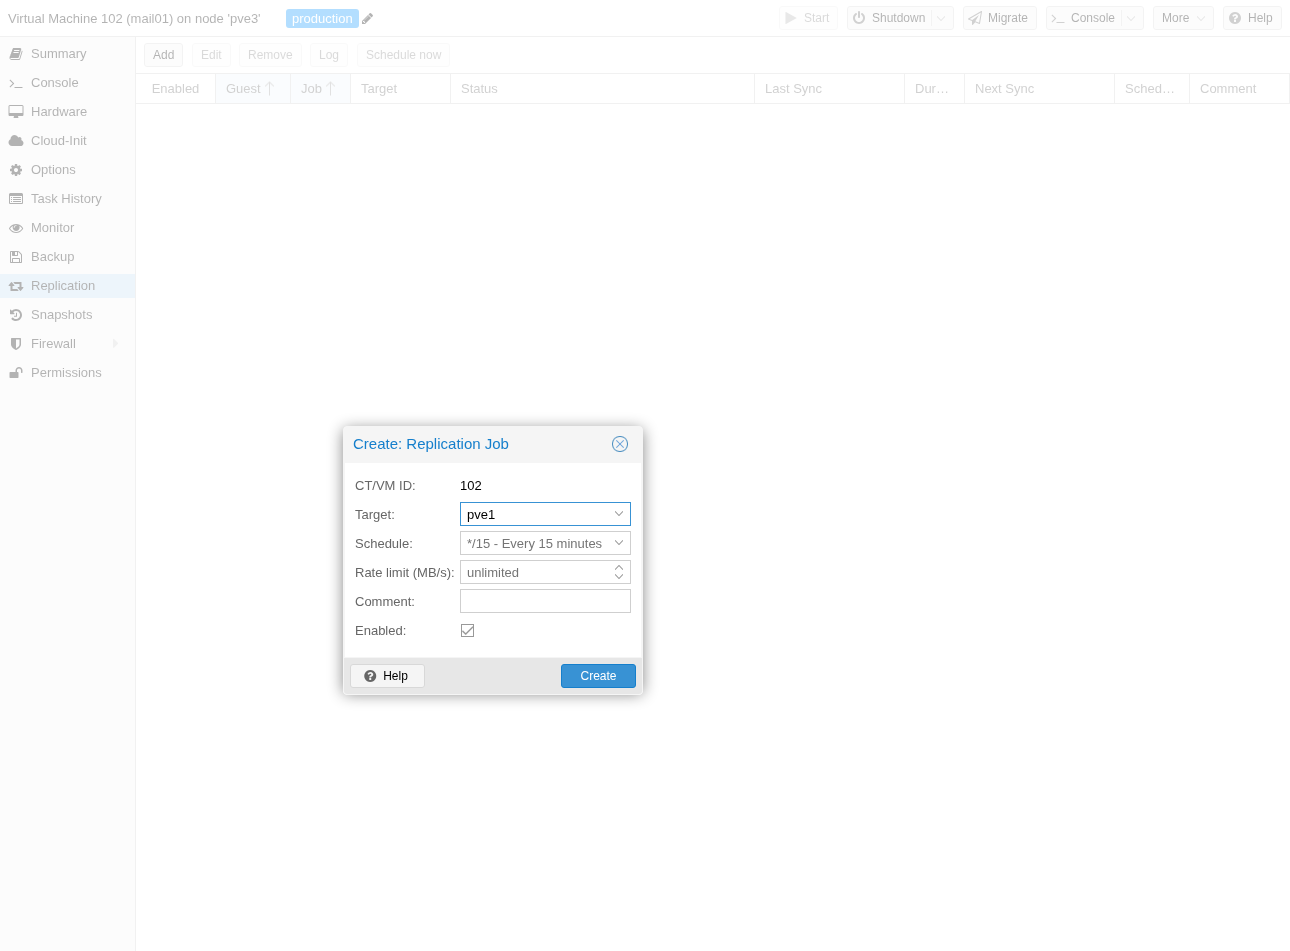 Virtual Machine 102 (mail01) on node 'pve3' production Start Shutdown Migrate Console More Help
Summary
Console
Hardware
Cloud-Init
Options
Task History
Monitor
Backup
Replication
Snapshots
Firewall
Permissions
Add Edit Remove Log Schedule now
Enabled Guest Job Target Status Last Sync Dur… Next Sync Sched… Comment
Create: Replication Job
CT/VM ID: 102
Target: pve1
Schedule: */15 - Every 15 minutes
Rate limit (MB/s): unlimited
Comment:
Enabled:
Help Create